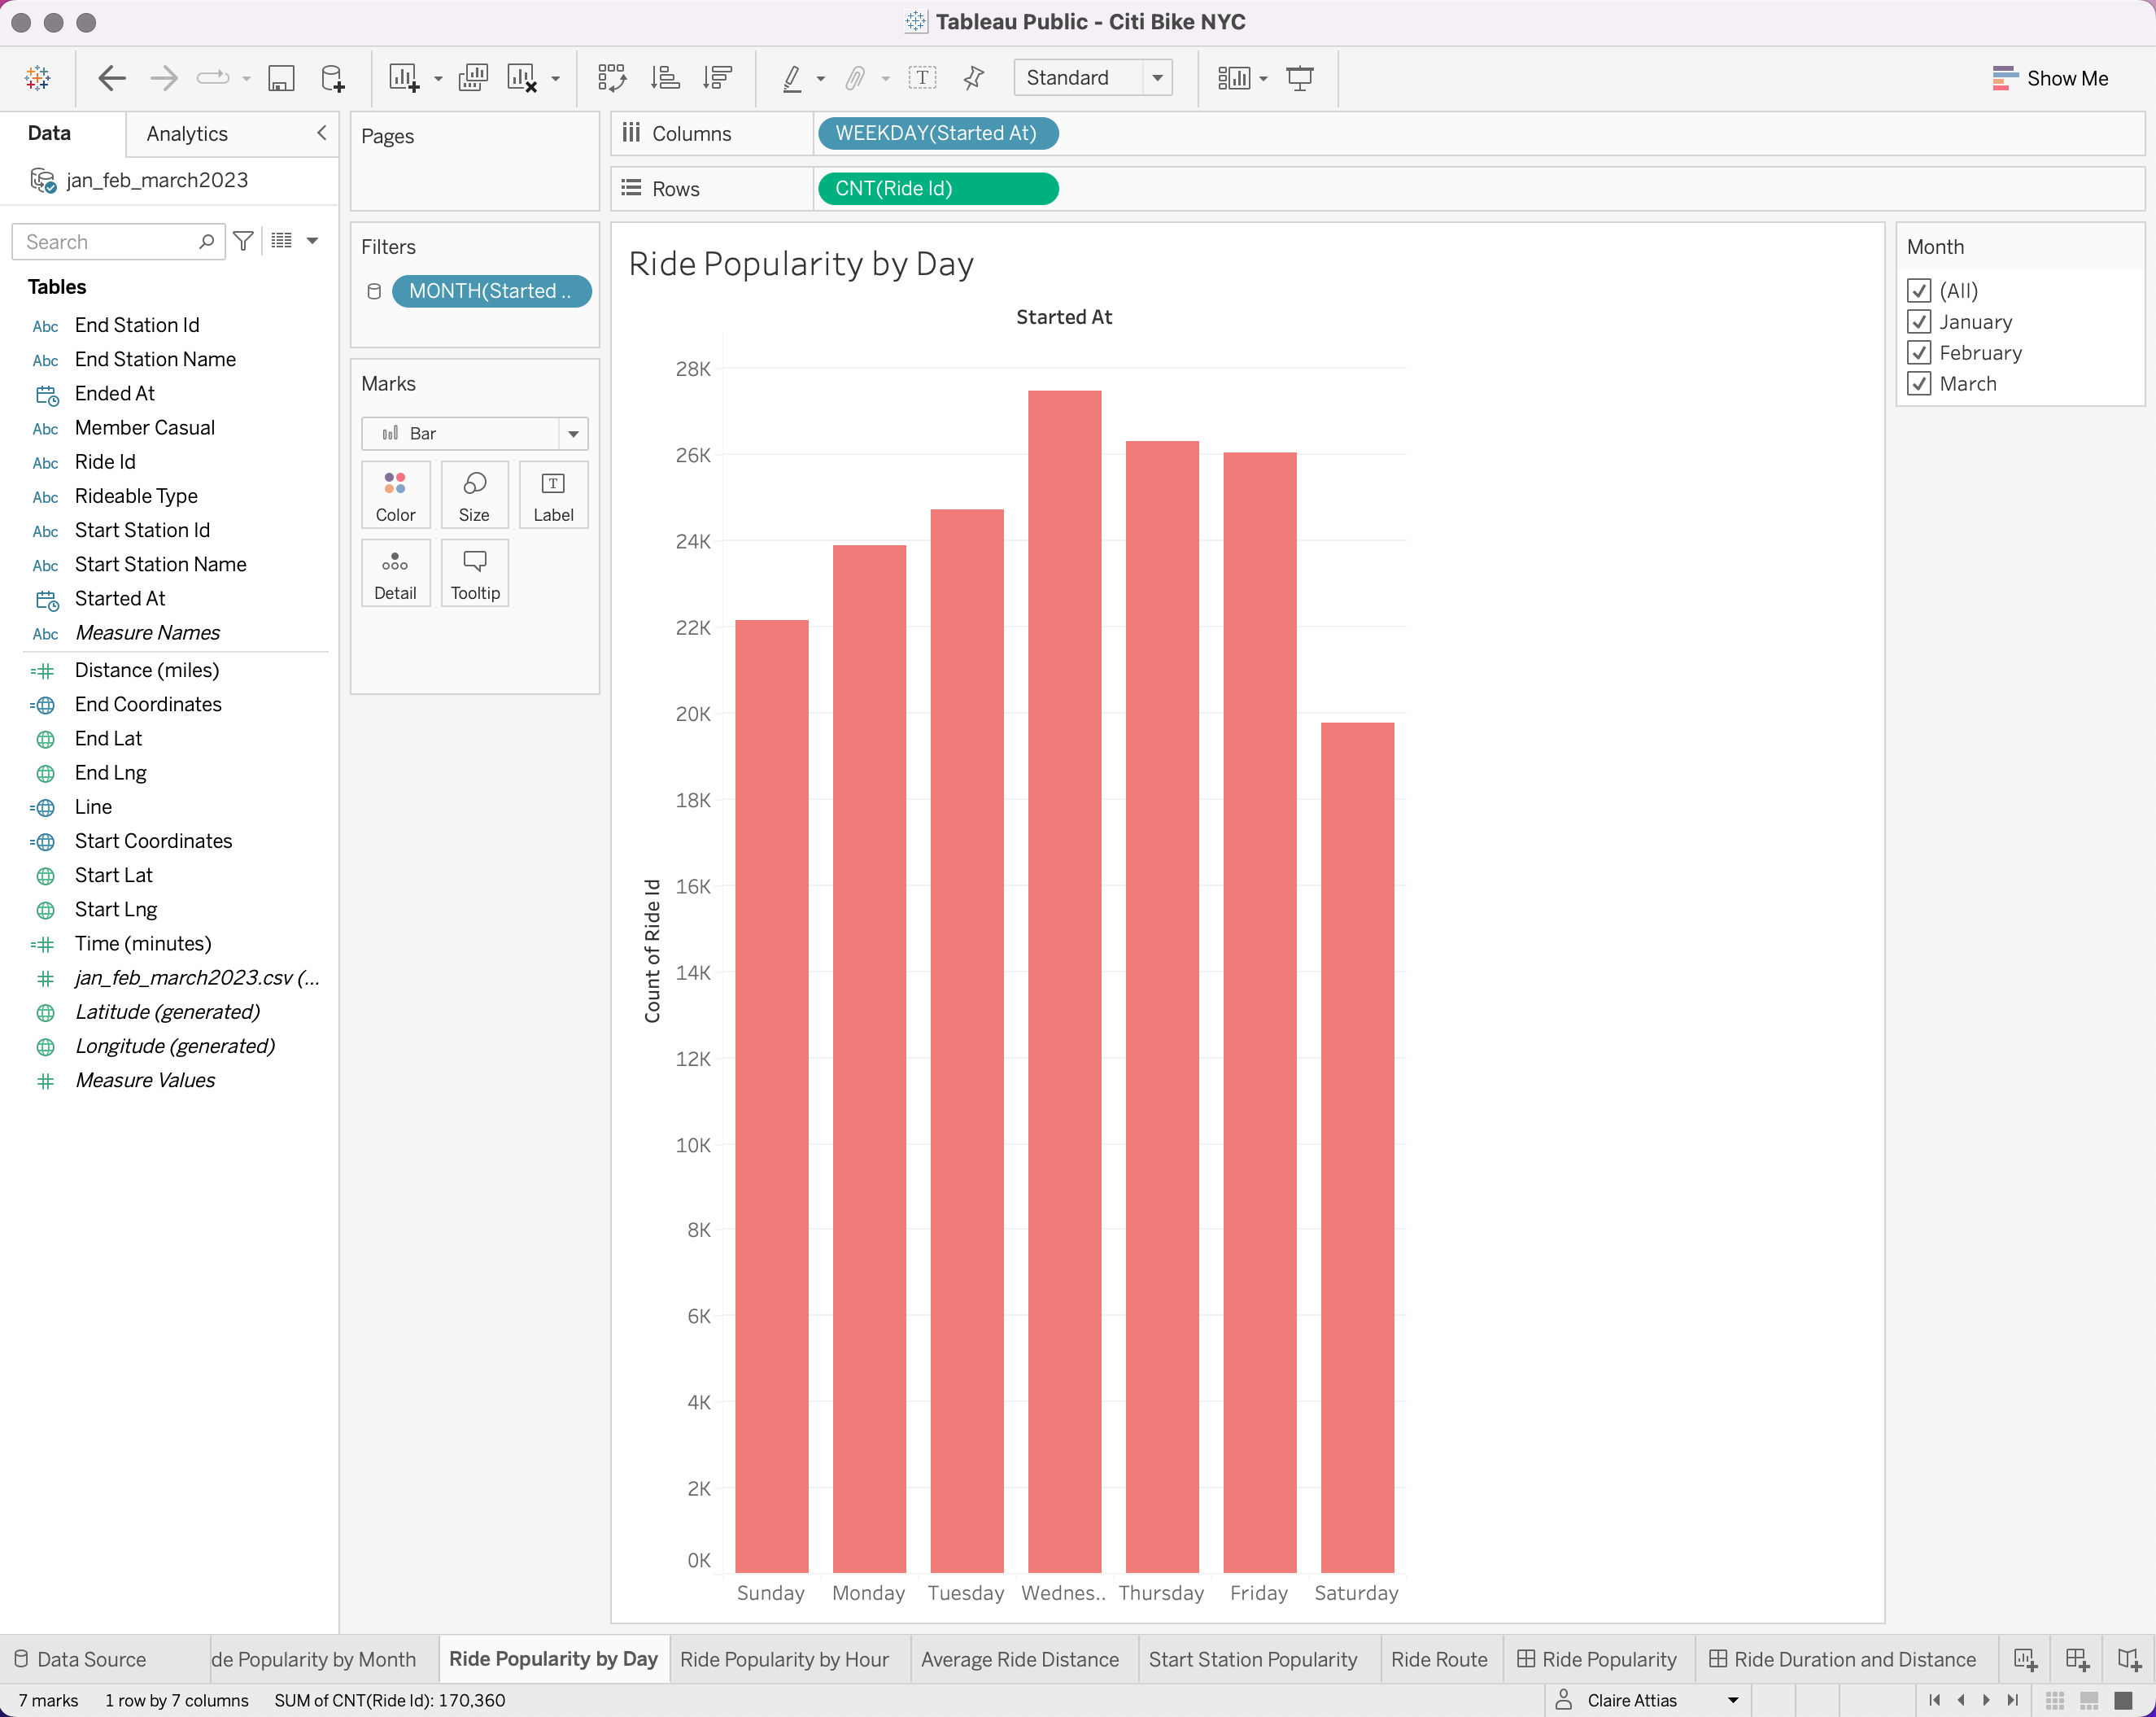 Tableau Public - Citi Bike NYC
Standard
Show Me
Data
Analytics
jan_feb_march2023
Search
Tables
Abc End Station Id
Abc End Station Name
Ended At
Abc Member Casual
Abc Ride Id
Abc Rideable Type
Abc Start Station Id
Abc Start Station Name
Started At
Abc Measure Names
Distance (miles)
End Coordinates
End Lat
End Lng
Line
Start Coordinates
Start Lat
Start Lng
Time (minutes)
jan_feb_march2023.csv (...
Latitude (generated)
Longitude (generated)
Measure Values
Pages
Filters
MONTH(Started ..
Marks
Bar
Color
Size
T
Label
Detail
Tooltip
Columns
WEEKDAY(Started At)
Rows
CNT(Ride Id)
Ride Popularity by Day
Started At
28K
26K
24K
22K
20K
18K
16K
14K
12K
10K
8K
6K
4K
2K
0K
Count of Ride Id
Sunday Monday Tuesday Wednes.. Thursday Friday Saturday
Month
(All)
January
February
March
Data Source
de Popularity by Month
Ride Popularity by Day
Ride Popularity by Hour
Average Ride Distance
Start Station Popularity
Ride Route
Ride Popularity
Ride Duration and Distance
7 marks
1 row by 7 columns
SUM of CNT(Ride Id): 170,360
Claire Attias